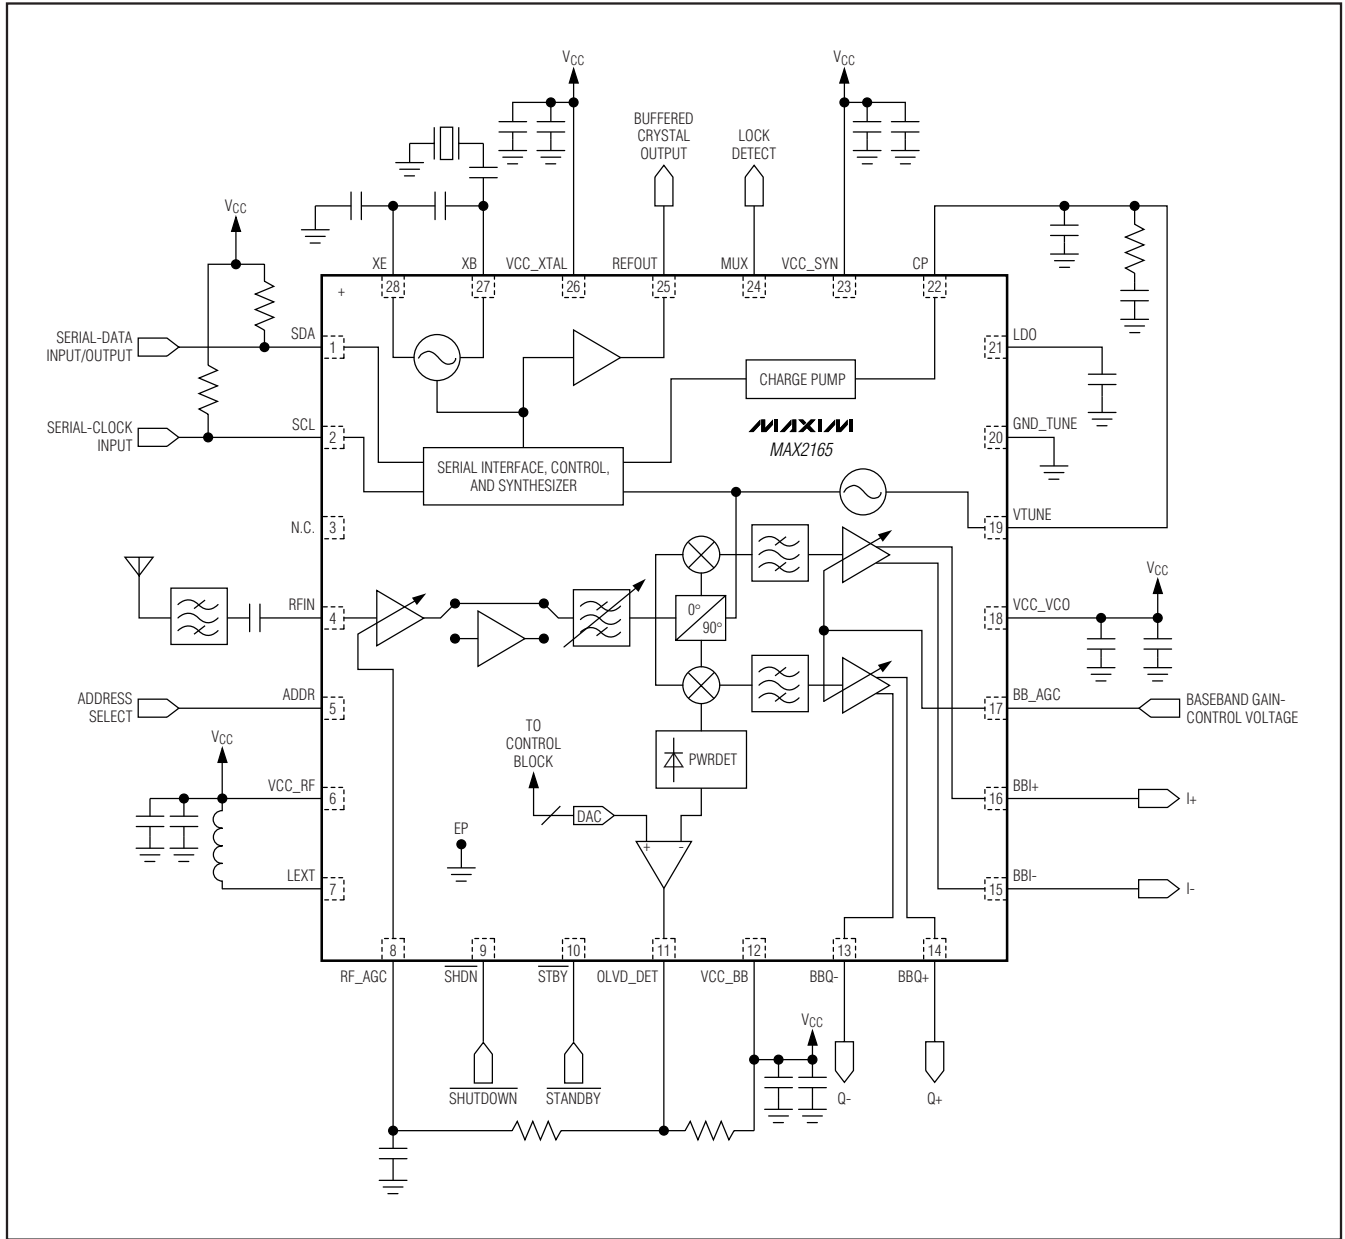 VCC
VCC
BUFFERED
CRYSTAL
OUTPUT
LOCK
DETECT
VCC
XE
XB
VCC_XTAL
REFOUT
MUX
VCC_SYN
CP
+
28
27
26
25
24
23
22
SERIAL-DATA
INPUT/OUTPUT
SDA
1
21
LDO
CHARGE PUMP
MAXIM
MAX2165
SERIAL-CLOCK
INPUT
SCL
2
20
GND_TUNE
SERIAL INTERFACE, CONTROL,
AND SYNTHESIZER
N.C.
3
19
VTUNE
RFIN
4
0°
90°
VCC
18
VCC_VCO
ADDRESS
SELECT
ADDR
5
17
BB_AGC
BASEBAND GAIN-
CONTROL VOLTAGE
VCC
TO
CONTROL
BLOCK
PWRDET
VCC_RF
6
16
BBI+
I+
DAC
EP
+
-
LEXT
7
15
BBI-
I-
8
9
10
11
12
13
14
RF_AGC
SHDN
STBY
OLVD_DET
VCC_BB
BBQ-
BBQ+
VCC
SHUTDOWN
STANDBY
Q-
Q+